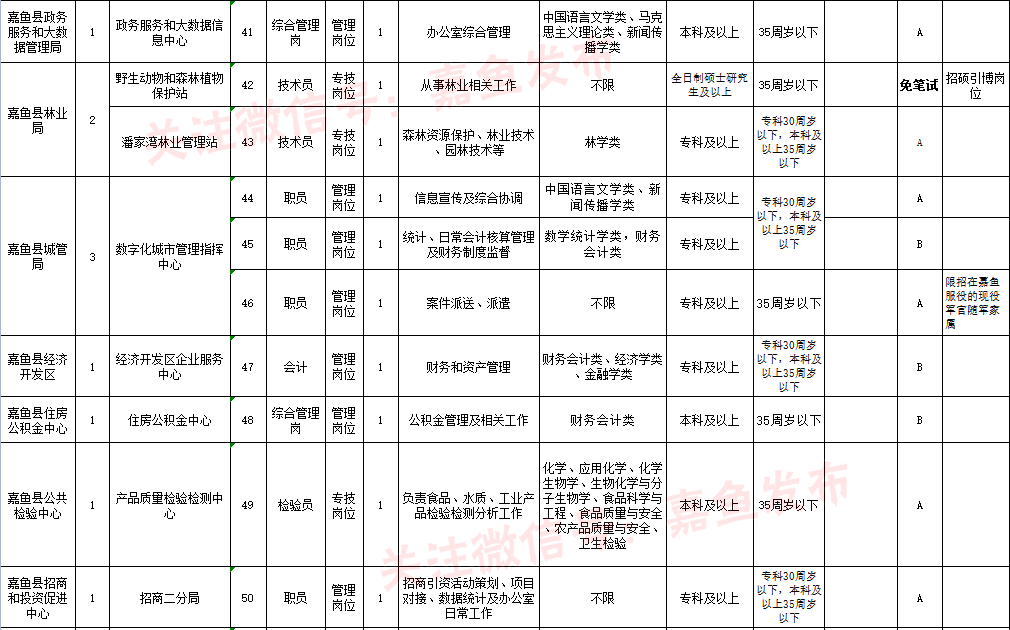 嘉鱼县政务
服务和大数
据管理局
1
政务服务和大数据信
息中心
41
综合管理
岗
管理
岗位
1
办公室综合管理
中国语言文学类、马克
思主义理论类、新闻传
播学类
本科及以上
35周岁以下
A
嘉鱼县林业
局
2
野生动物和森林植物
保护站
42
技术员
专技
岗位
1
从事林业相关工作
不限
全日制硕士研究
生及以上
35周岁以下
免笔试
招硕引博岗
位
潘家湾林业管理站
43
技术员
专技
岗位
1
森林资源保护、林业技术
、园林技术等
林学类
专科及以上
专科30周岁
以下，本科及
以上35周岁
以下
A
嘉鱼县城管
局
3
数字化城市管理指挥
中心
44
职员
管理
岗位
1
信息宣传及综合协调
中国语言文学类、新
闻传播学类
专科及以上
专科30周岁
以下，本科及
以上35周岁
以下
A
45
职员
管理
岗位
1
统计、日常会计核算管理
及财务制度监督
数学统计学类，财务
会计类
专科及以上
B
46
职员
管理
岗位
1
案件派送、派遣
不限
专科及以上
35周岁以下
A
限招在嘉鱼
服役的现役
军官随军家
属
嘉鱼县经济
开发区
1
经济开发区企业服务
中心
47
会计
管理
岗位
1
财务和资产管理
财务会计类、经济学类
、金融学类
专科及以上
专科30周岁
以下，本科及
以上35周岁
以下
B
嘉鱼县住房
公积金中心
1
住房公积金中心
48
综合管理
岗
管理
岗位
1
公积金管理及相关工作
财务会计类
本科及以上
35周岁以下
B
嘉鱼县公共
检验中心
1
产品质量检验检测中
心
49
检验员
专技
岗位
1
负责食品、水质、工业产
品检验检测分析工作
化学、应用化学、化学
生物学、生物化学与分
子生物学、食品科学与
工程、食品质量与安全
、农产品质量与安全、
卫生检验
本科及以上
35周岁以下
A
嘉鱼县招商
和投资促进
中心
1
招商二分局
50
职员
管理
岗位
1
招商引资活动策划、项目
对接、数据统计及办公室
日常工作
不限
专科及以上
专科30周岁
以下，本科及
以上35周岁
以下
A
关注微信号：嘉鱼发布
关注微信号：嘉鱼发布